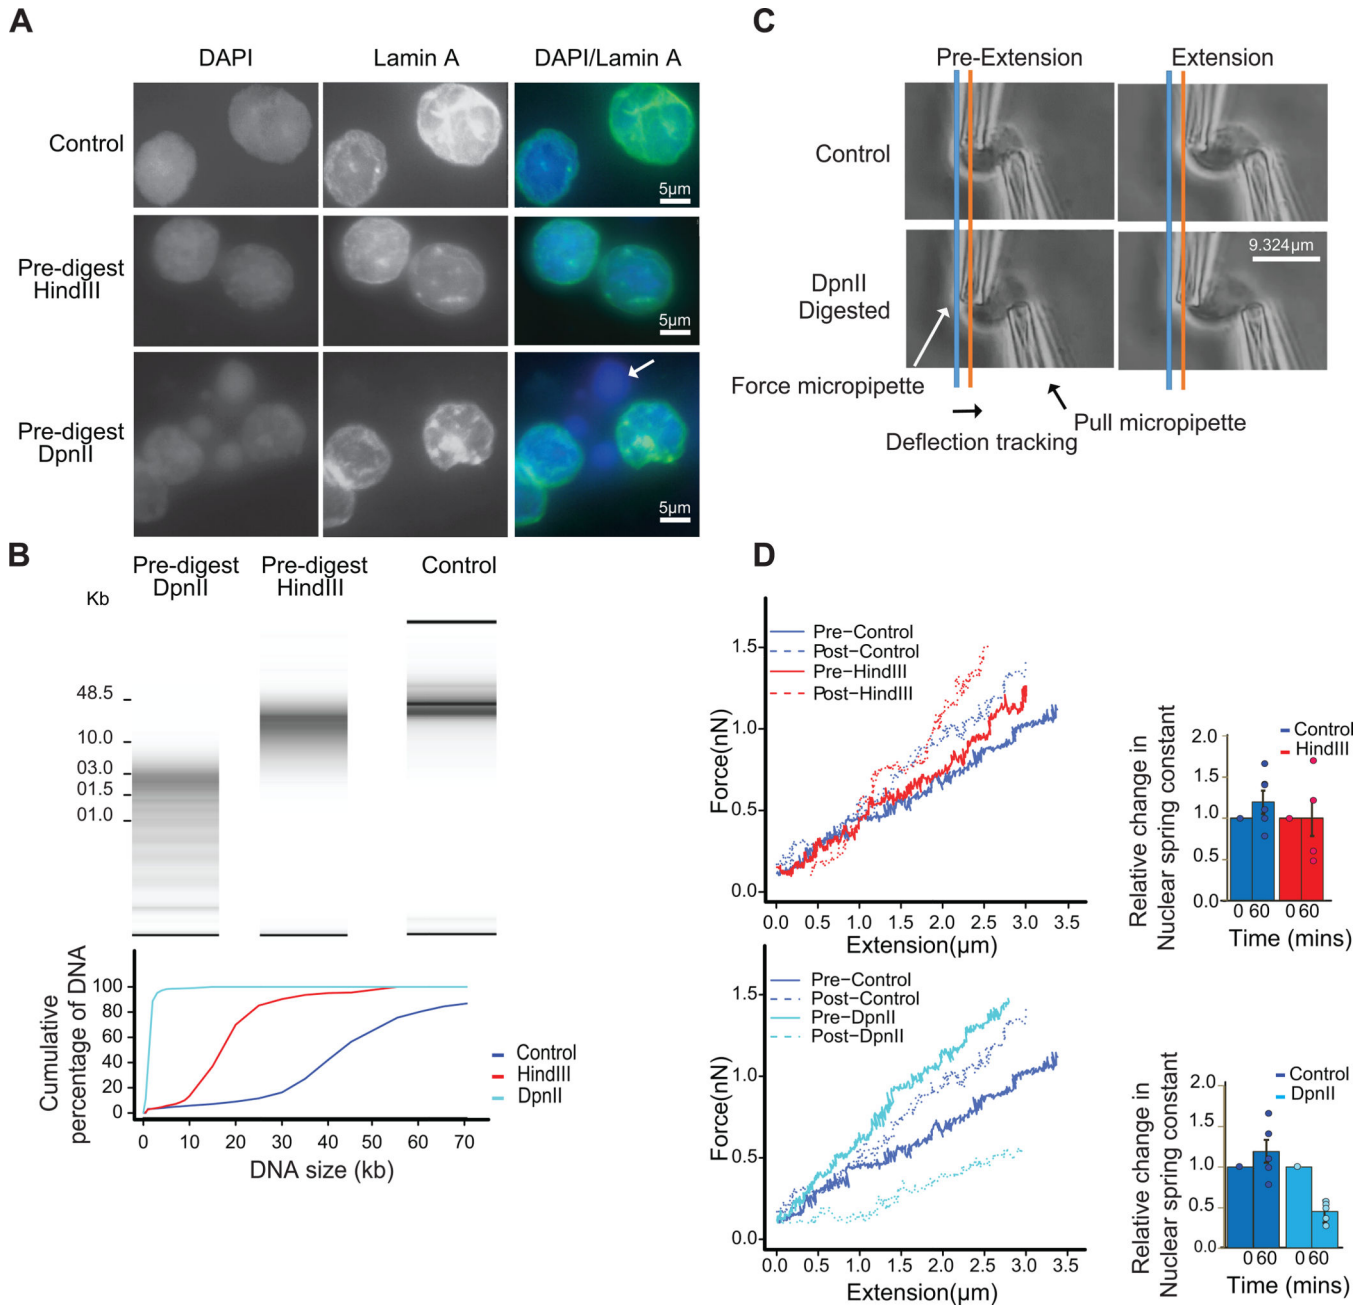 A
DAPI
Lamin A
DAPI/Lamin A
Control
5µm
Pre-digest
HindIII
5µm
Pre-digest
DpnII
5µm
B
Pre-digest
DpnII
Pre-digest
HindIII
Control
Kb
48.5
10.0
03.0
01.5
01.0
Cumulative
percentage of DNA
100
80
60
40
20
0
0
10
20
30
40
50
60
70
DNA size (kb)
Control
HindIII
DpnII
C
Pre-Extension
Extension
Control
DpnII
Digested
9.324µm
Force micropipette
Pull micropipette
Deflection tracking
D
Force(nN)
1.5
1.0
0.5
0.0
Pre-Control
Post-Control
Pre-HindIII
Post-HindIII
0.0
0.5
1.0
1.5
2.0
2.5
3.0
3.5
Extension(µm)
Relative change in
Nuclear spring constant
2.0
1.5
1.0
0.5
0.0
Control
HindIII
0 60
0 60
Time (mins)
Force(nN)
1.5
1.0
0.5
0.0
Pre-Control
Post-Control
Pre-DpnII
Post-DpnII
0.0
0.5
1.0
1.5
2.0
2.5
3.0
3.5
Extension(µm)
Relative change in
Nuclear spring constant
2.0
1.5
1.0
0.5
0.0
Control
DpnII
0 60
0 60
Time (mins)